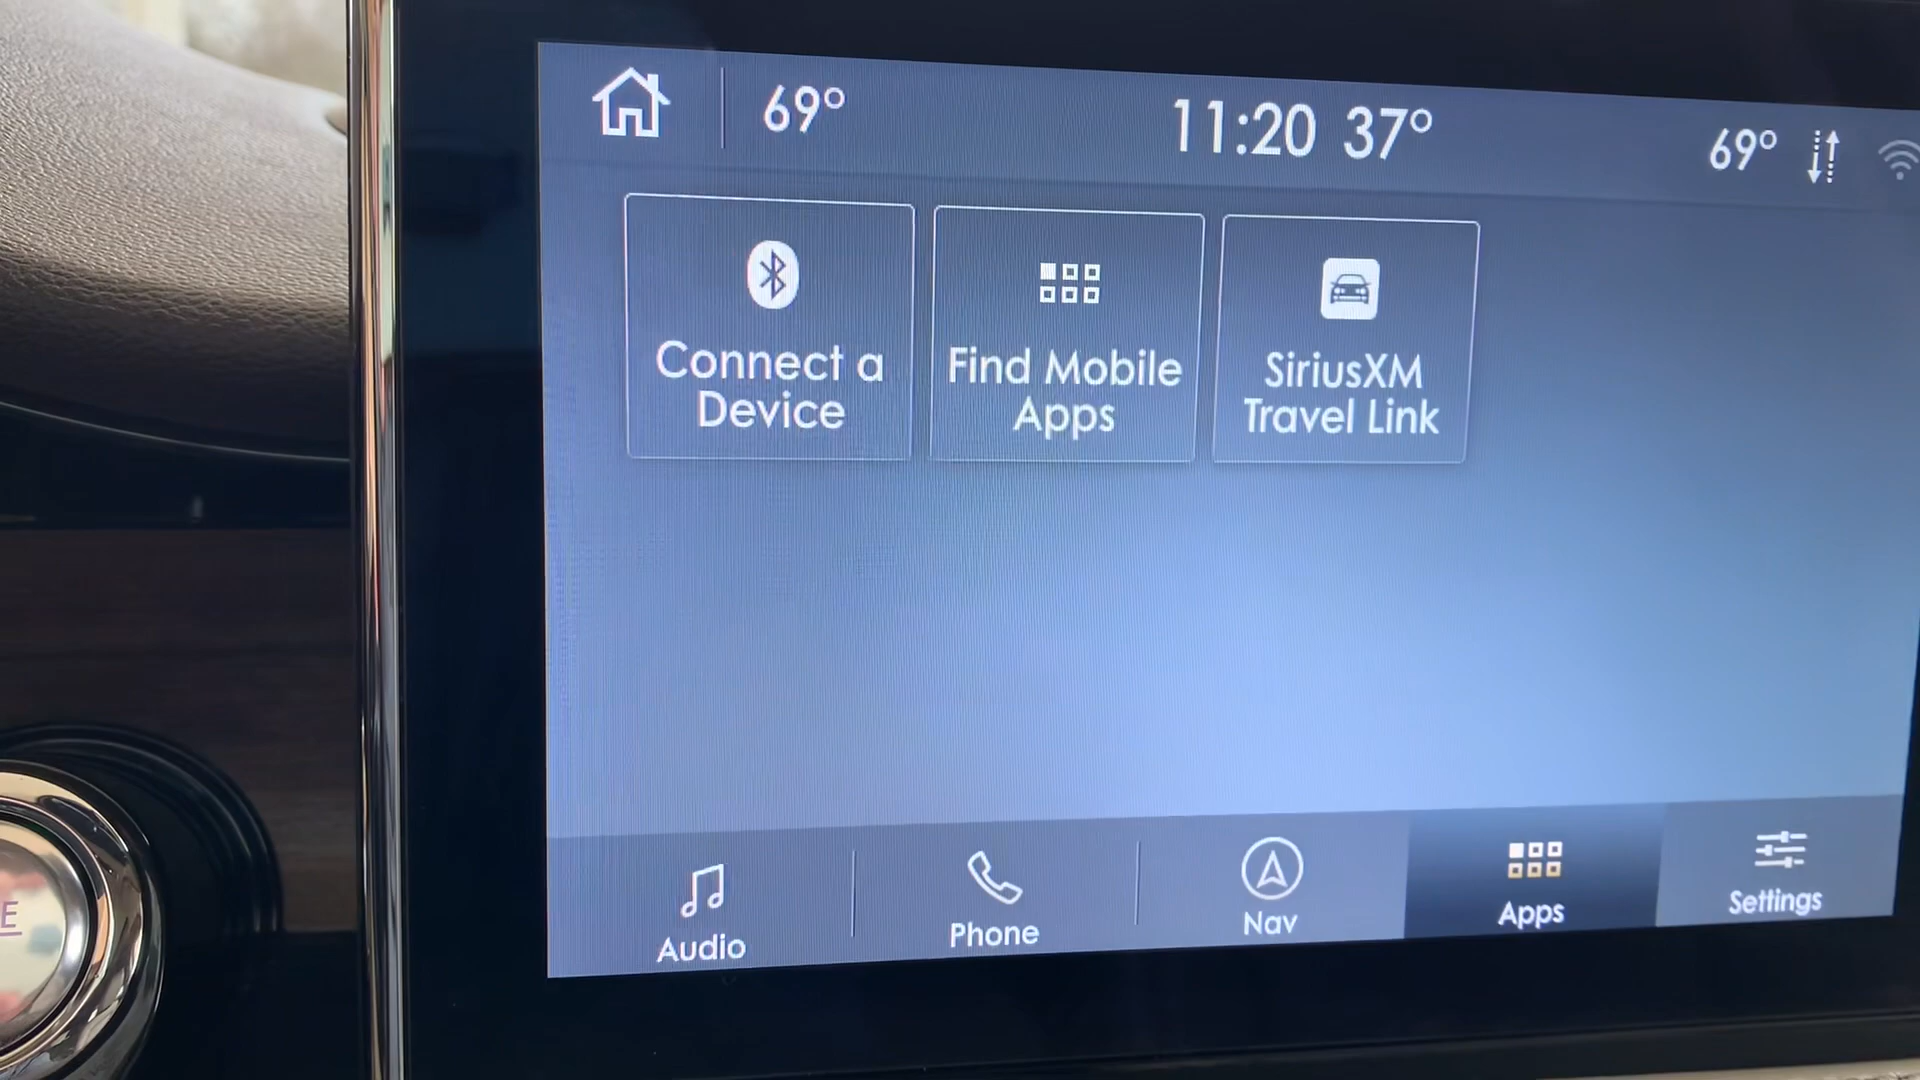 69° 11:20 37° 69°
Connect a
Device
Find Mobile
Apps
SiriusXM
Travel Link
Audio
Phone
Nav
Apps
Settings